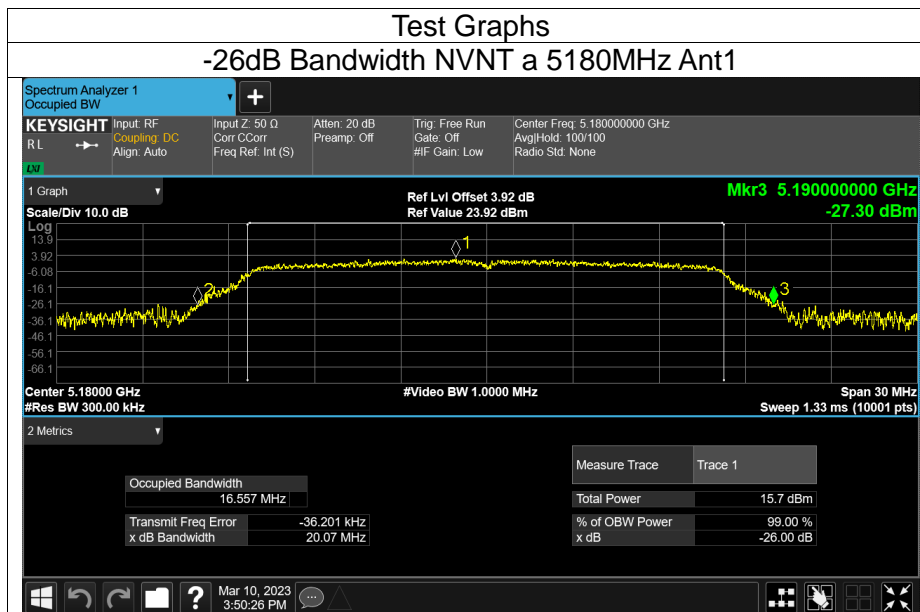 Test Graphs
-26dB Bandwidth NVNT a 5180MHz Ant1
Spectrum Analyzer 1
Occupied BW
+
KEYSIGHT
RL
LXI
Input: RF
Coupling: DC
Align: Auto
Input Z: 50 Ω
Corr CCorr
Freq Ref: Int (S)
Atten: 20 dB
Preamp: Off
Trig: Free Run
Gate: Off
#IF Gain: Low
Center Freq: 5.180000000 GHz
Avg|Hold: 100/100
Radio Std: None
1 Graph
Scale/Div 10.0 dB
Ref Lvl Offset 3.92 dB
Ref Value 23.92 dBm
Mkr3 5.190000000 GHz
-27.30 dBm
Log
13.9
3.92
-6.08
-16.1
-26.1
-36.1
-46.1
-56.1
-66.1
1
2
3
Center 5.18000 GHz
#Res BW 300.00 kHz
#Video BW 1.0000 MHz
Span 30 MHz
Sweep 1.33 ms (10001 pts)
2 Metrics
Occupied Bandwidth
16.557 MHz
Transmit Freq Error -36.201 kHz
x dB Bandwidth 20.07 MHz
Measure Trace Trace 1
Total Power 15.7 dBm
% of OBW Power 99.00 %
x dB -26.00 dB
?
Mar 10, 2023
3:50:26 PM